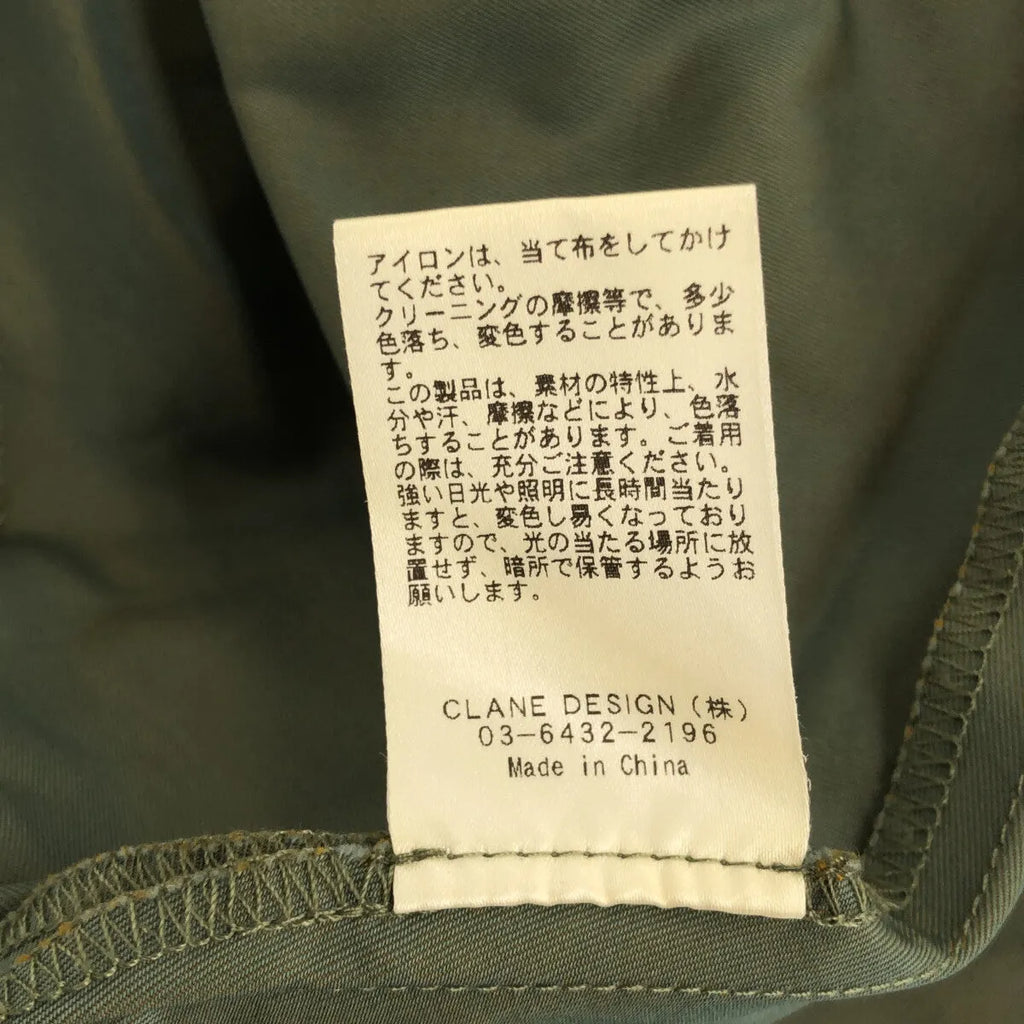 アイロンは、当て布をしてかけ
てください。
クリーニングの摩擦等で、多少
色落ち、変色することがありま
す。
この製品は、素材の特性上、水
分や汗、摩擦などにより、色落
ちすることがあります。ご着用
の際は、充分ご注意ください。
強い日光や照明に長時間当たり
ますと、変色し易くなっており
ますので、光の当たる場所に放
置せず、暗所で保管するようお
願いします。
CLANE DESIGN（株）
03-6432-2196
Made in China